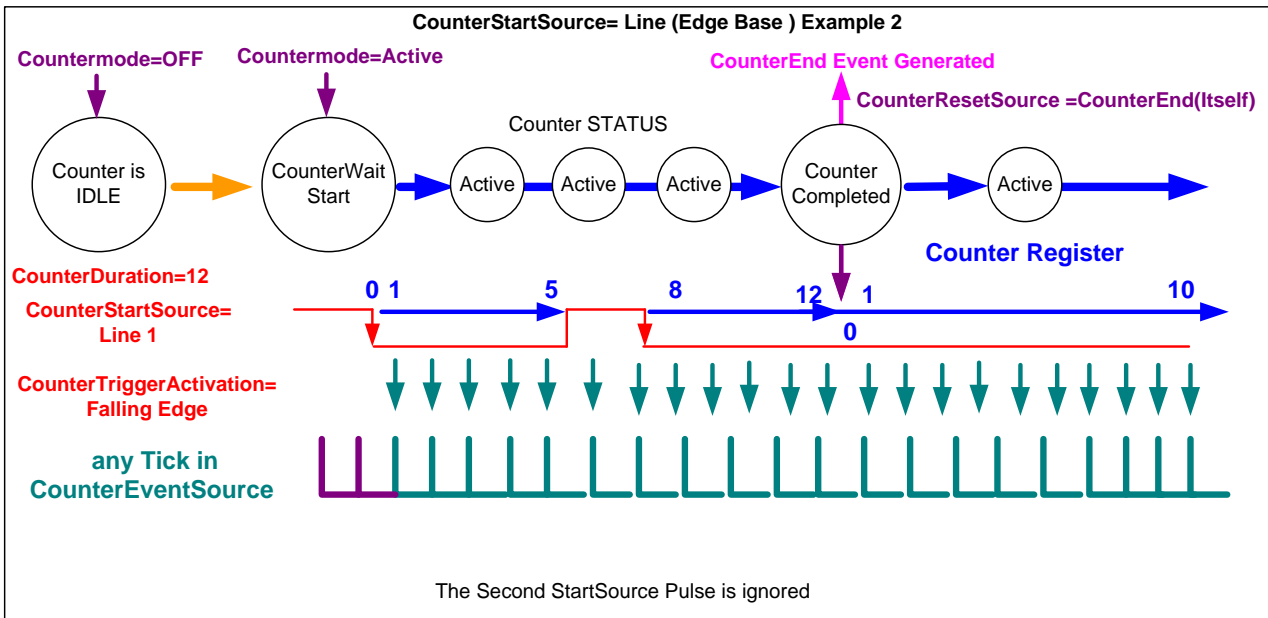 CounterStartSource= Line (Edge Base ) Example 2
Countermode=OFF
Countermode=Active
CounterEnd Event Generated
CounterResetSource =CounterEnd(Itself)
Counter STATUS
Counter is
IDLE
CounterWait
Start
Active
Active
Active
Counter
Completed
Active
Counter Register
CounterDuration=12
0 1 5 8 12 1 10
CounterStartSource=
Line 1
0
CounterTriggerActivation=
Falling Edge
any Tick in
CounterEventSource
The Second StartSource Pulse is ignored